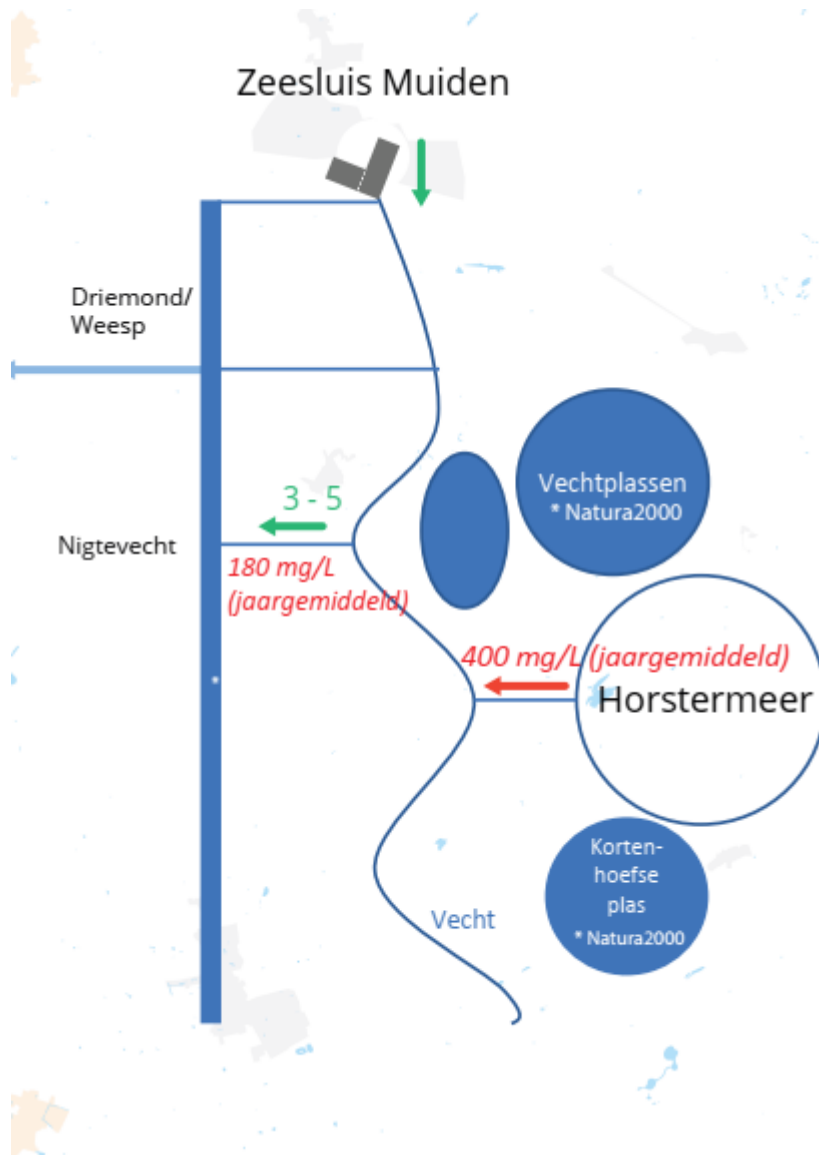 Zeesluis Muiden
Driemond/
Weesp
Vechtplassen
* Natura2000
3 - 5
Nigtevecht
180 mg/L
(jaargemiddeld)
400 mg/L (jaargemiddeld)
Horstermeer
*
Korten-
hoefse
plas
* Natura2000
Vecht